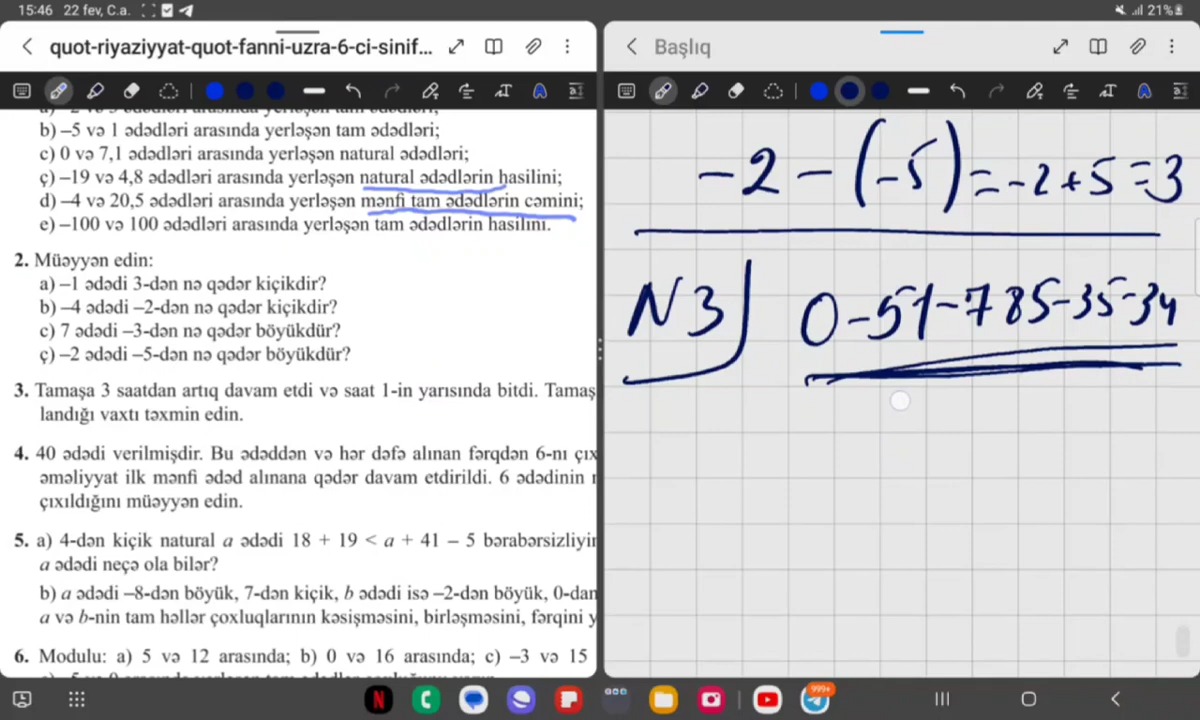 15:46 22 fev, C.a.
21%
quot-riyaziyyat-quot-fanni-uzra-6-ci-sinif...
b) –5 və 1 ədədləri arasında yerləşən tam ədədləri;
c) 0 və 7,1 ədədləri arasında yerləşən natural ədədləri;
ç) –19 və 4,8 ədədləri arasında yerləşən natural ədədlərin hasilini;
d) –4 və 20,5 ədədləri arasında yerləşən mənfi tam ədədlərin cəmini;
e) –100 və 100 ədədləri arasında yerləşən tam ədədlərin hasilini.
2. Müəyyən edin:
a) –1 ədədi 3-dən nə qədər kiçikdir?
b) –4 ədədi –2-dən nə qədər kiçikdir?
c) 7 ədədi –3-dən nə qədər böyükdür?
ç) –2 ədədi –5-dən nə qədər böyükdür?
3. Tamaşa 3 saatdan artıq davam etdi və saat 1-in yarısında bitdi. Tamaş
landığı vaxtı təxmin edin.
4. 40 ədədi verilmişdir. Bu ədəddən və hər dəfə alınan fərqdən 6-nı çıx
əməliyyat ilk mənfi ədəd alınana qədər davam etdirildi. 6 ədədinin
çıxıldığını müəyyən edin.
5. a) 4-dən kiçik natural a ədədi 18 + 19 < a + 41 – 5 bərabərsizliyin
a ədədi neçə ola bilər?
b) a ədədi –8-dən böyük, 7-dən kiçik, b ədədi isə –2-dən böyük, 0-dan
a və b-nin tam həllər çoxluqlarının kəsişməsini, birləşməsini, fərqini y
6. Modulu: a) 5 və 12 arasında; b) 0 və 16 arasında; c) –3 və 15
Başlıq
-2-(-5)=-2+5=3
N3) 0-51-785-35-34
999+